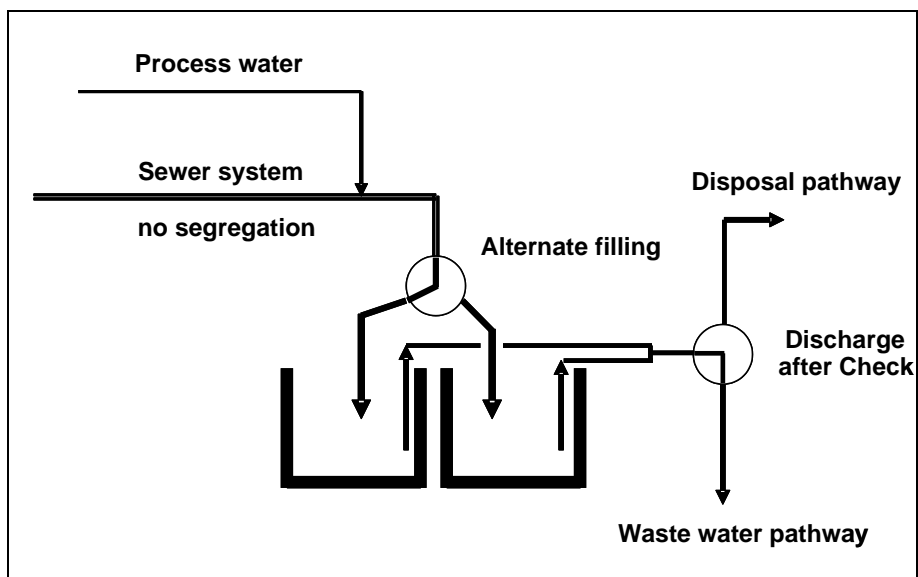 Process water
Sewer system
no segregation
Alternate filling
Disposal pathway
Discharge
after Check
Waste water pathway